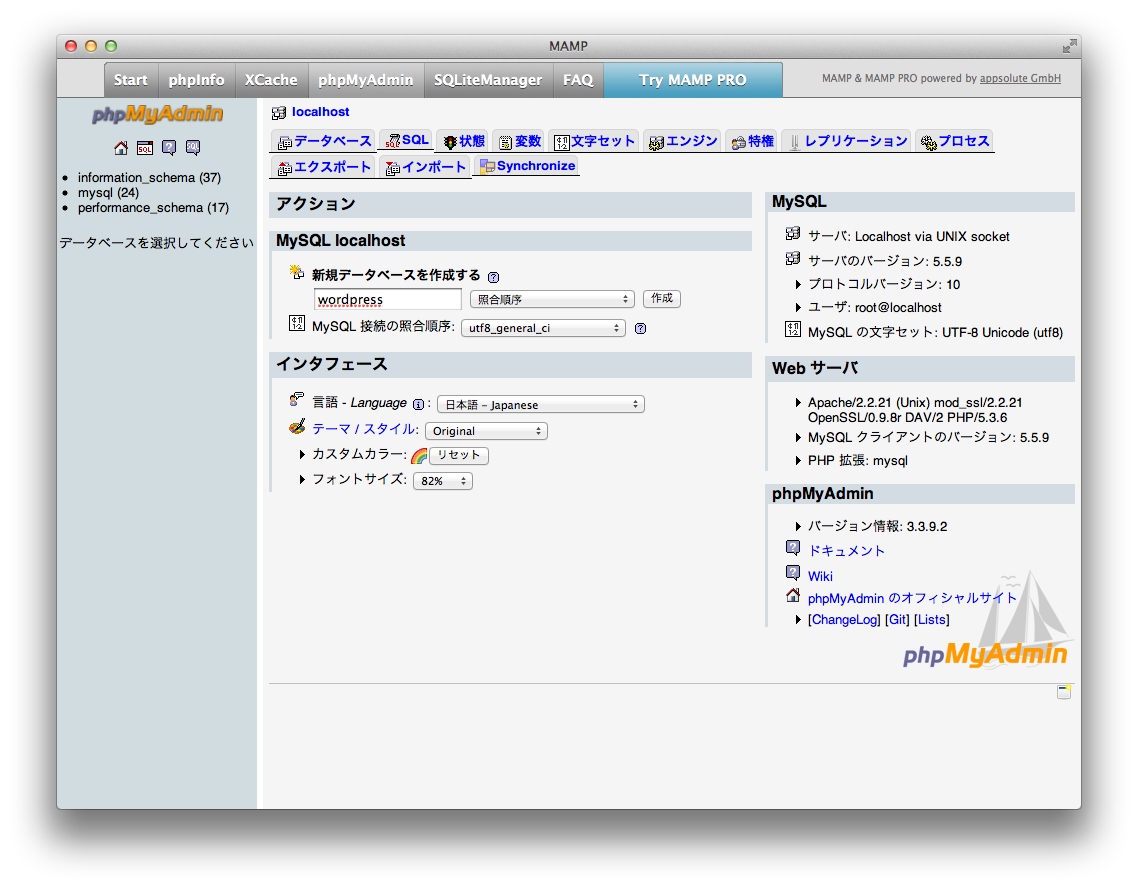 MAMP
Start phpInfo XCache phpMyAdmin SQLiteManager FAQ Try MAMP PRO MAMP & MAMP PRO powered by appsolute GmbH
phpMyAdmin
SQL
information_schema (37)
mysql (24)
performance_schema (17)
データベースを選択してください
localhost
データベース SQL 状態 変数 文字セット エンジン 特権 レプリケーション プロセス
エクスポート インポート Synchronize
アクション
MySQL localhost
新規データベースを作成する
wordpress 照合順序 作成
MySQL 接続の照合順序: utf8_general_ci
インタフェース
言語 - Language : 日本語 – Japanese
テーマ / スタイル: Original
カスタムカラー: リセット
フォントサイズ: 82%
MySQL
サーバ: Localhost via UNIX socket
サーバのバージョン: 5.5.9
プロトコルバージョン: 10
ユーザ: root@localhost
MySQL の文字セット: UTF-8 Unicode (utf8)
Web サーバ
Apache/2.2.21 (Unix) mod_ssl/2.2.21
OpenSSL/0.9.8r DAV/2 PHP/5.3.6
MySQL クライアントのバージョン: 5.5.9
PHP 拡張: mysql
phpMyAdmin
バージョン情報: 3.3.9.2
ドキュメント
Wiki
phpMyAdmin のオフィシャルサイト
[ChangeLog] [Git] [Lists]
phpMyAdmin